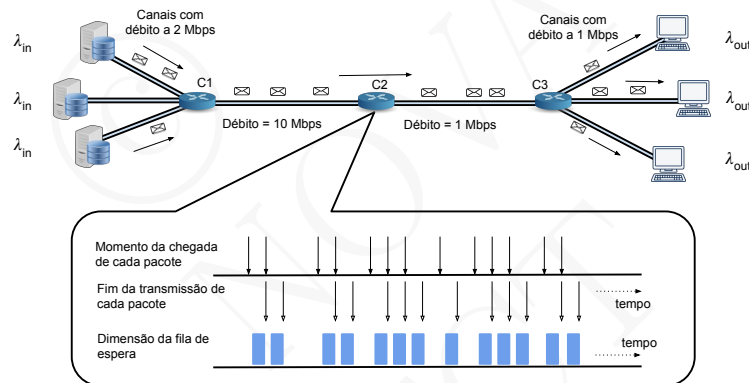 Canais com
débito a 2 Mbps
Canais com
débito a 1 Mbps
λin
λout
C1
C2
C3
λin
λout
Débito = 10 Mbps
Débito = 1 Mbps
λin
λout
Momento da chegada
de cada pacote
Fim da transmissão de
cada pacote
tempo
Dimensão da fila de
espera
tempo
© NOVA
FCT